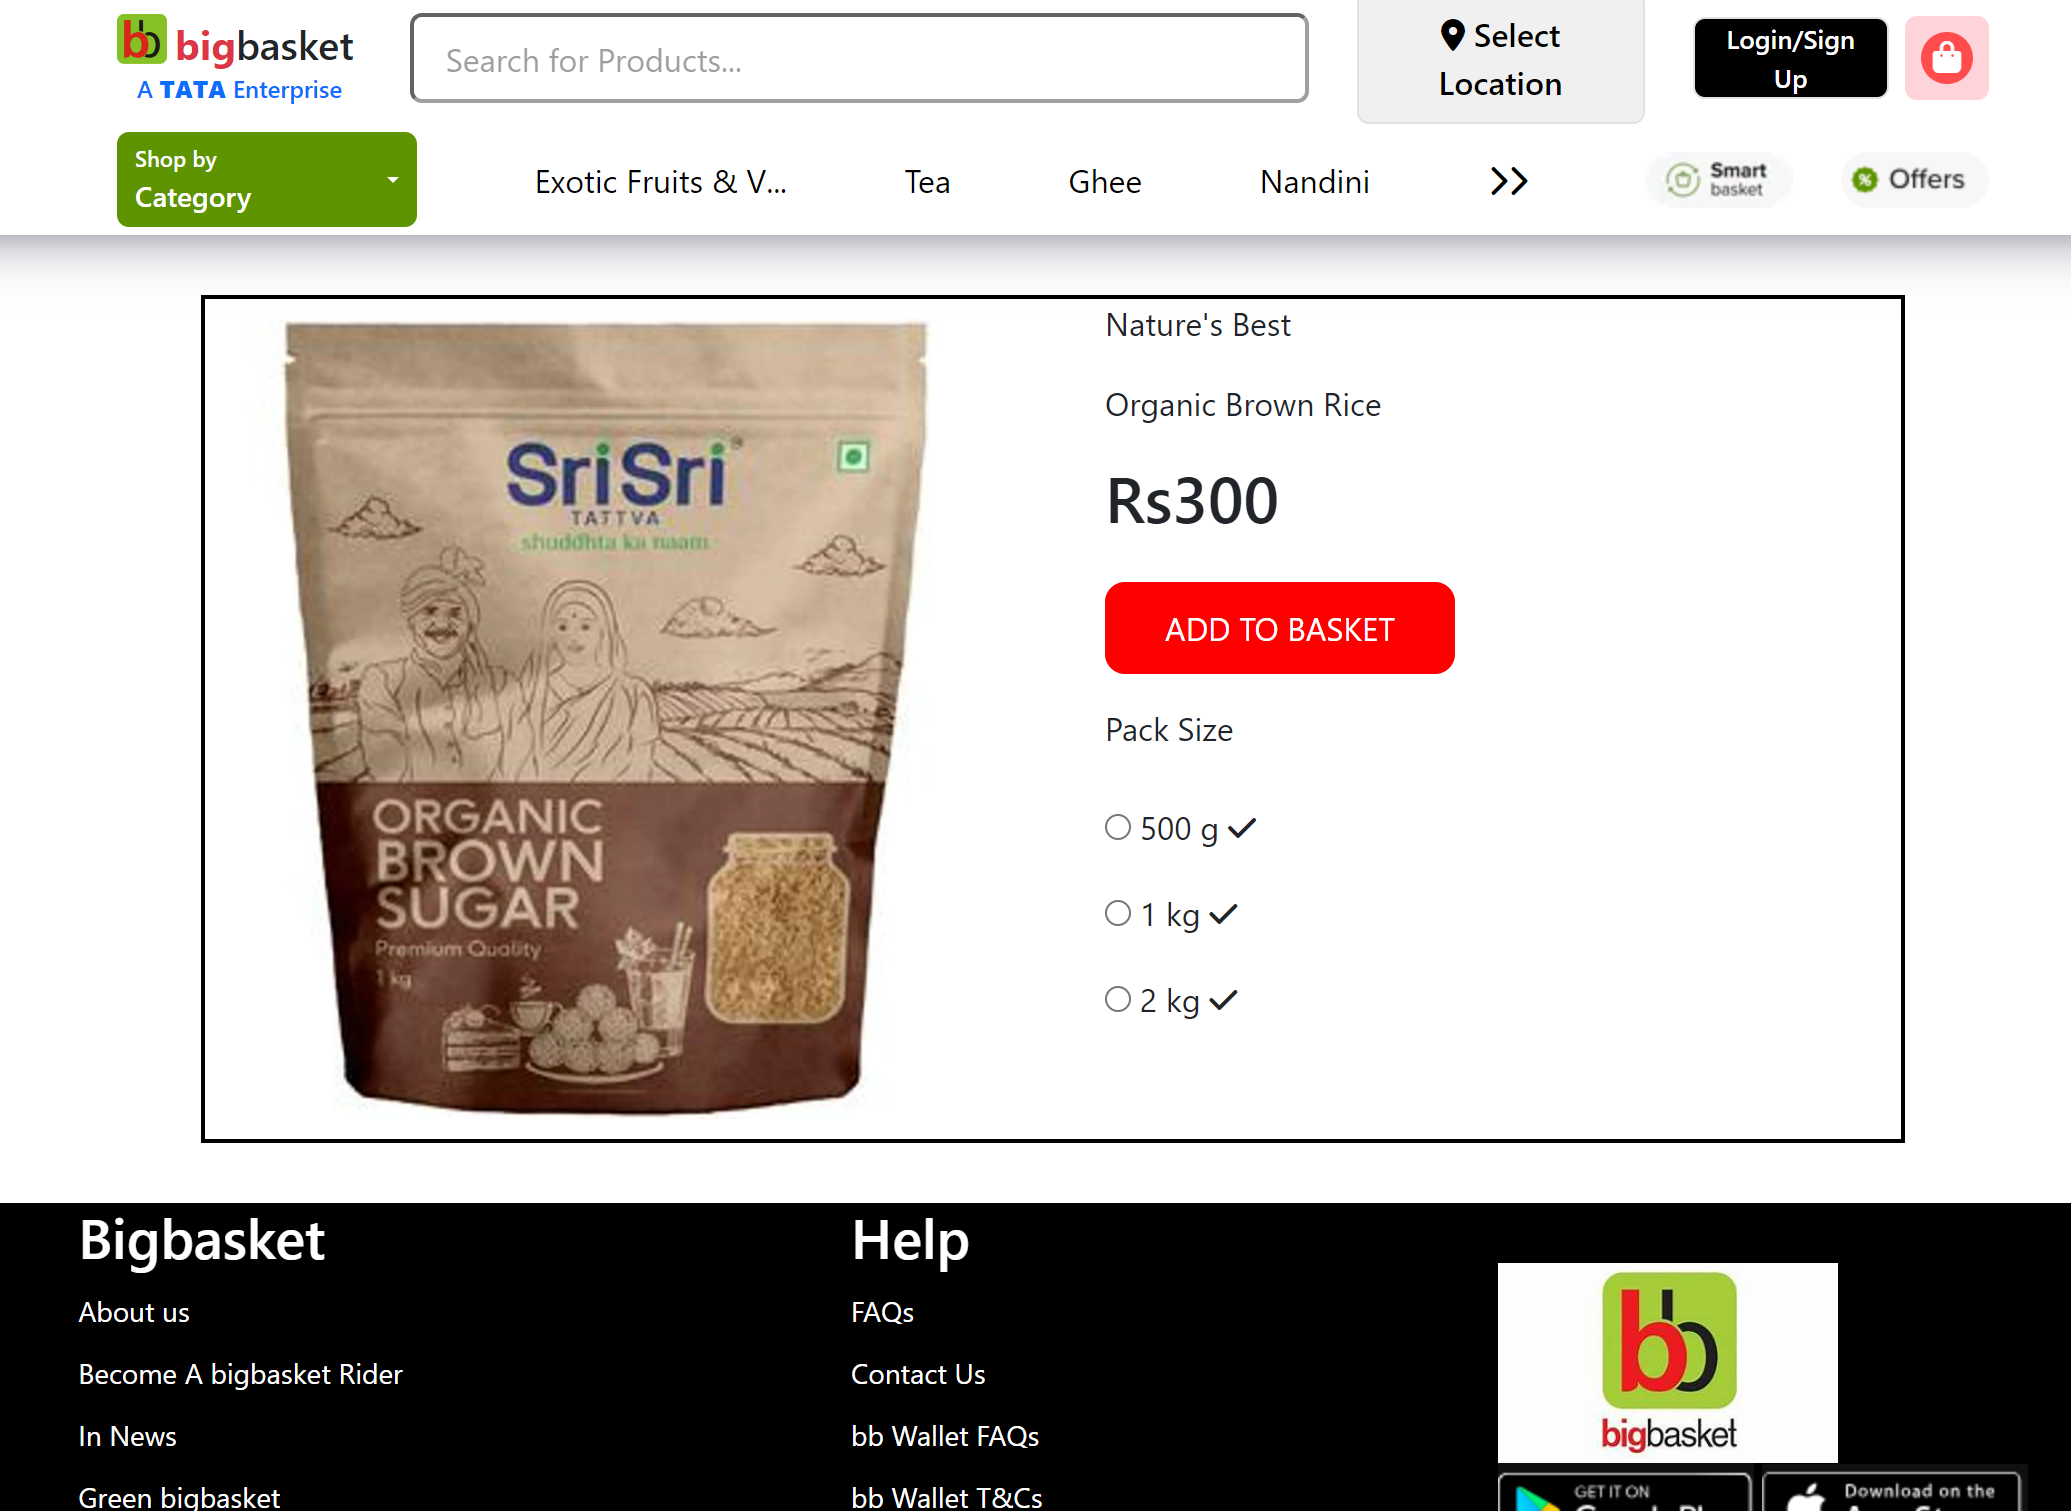 bb bigbasket
A TATA Enterprise
Search for Products...
Select
Location
Login/Sign
Up
Shop by
Category
Exotic Fruits & V...
Tea
Ghee
Nandini
Smart
basket
% Offers
SriSri
TATTVA
shuddhta ka naam
ORGANIC
BROWN
SUGAR
Premium Quality
1 kg
Nature's Best
Organic Brown Rice
Rs300
ADD TO BASKET
Pack Size
500 g
1 kg
2 kg
Bigbasket
About us
Become A bigbasket Rider
In News
Green bigbasket
Help
FAQs
Contact Us
bb Wallet FAQs
bb Wallet T&Cs
bb
bigbasket
GET IT ON
Download on the